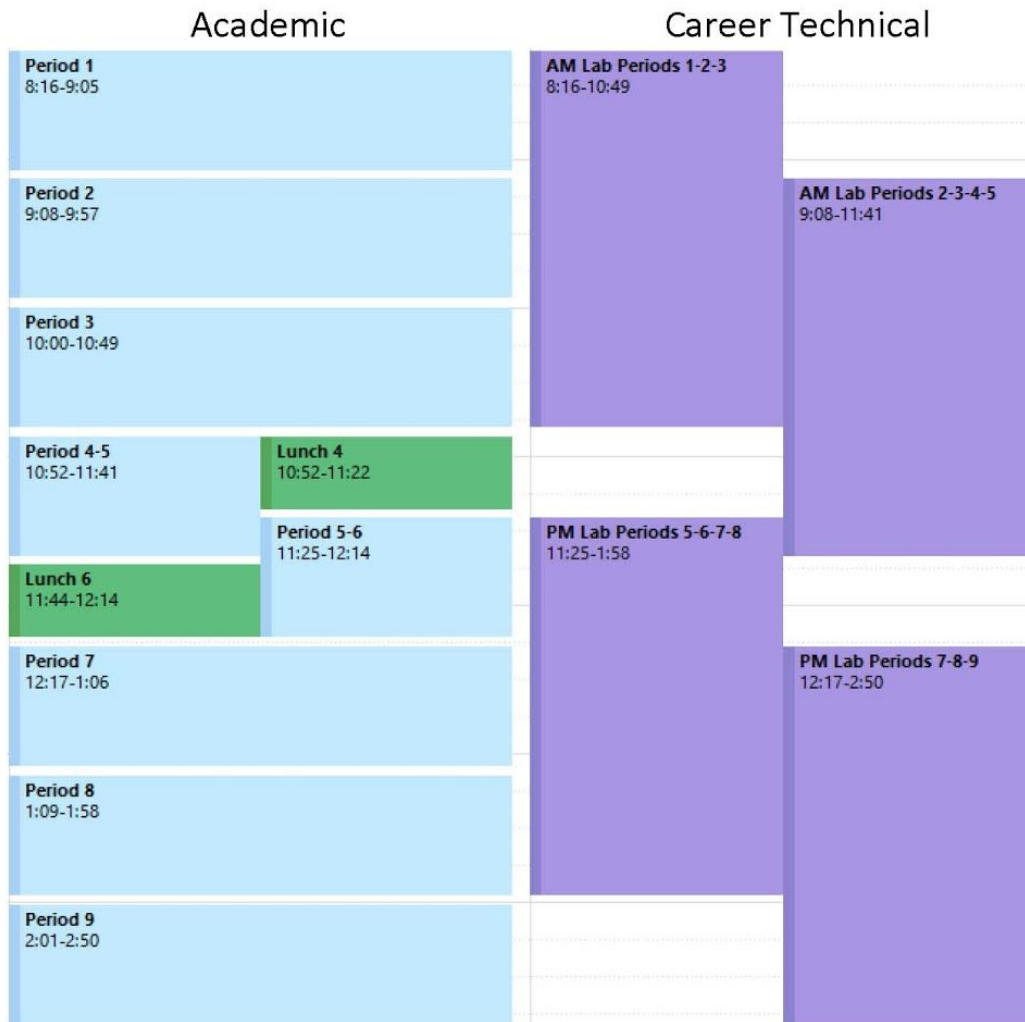 Academic
Period 1
8:16-9:05
Period 2
9:08-9:57
Period 3
10:00-10:49
Period 4-5
10:52-11:41
Lunch 4
10:52-11:22
Period 5-6
11:25-12:14
Lunch 6
11:44-12:14
Period 7
12:17-1:06
Period 8
1:09-1:58
Period 9
2:01-2:50
Career Technical
AM Lab Periods 1-2-3
8:16-10:49
AM Lab Periods 2-3-4-5
9:08-11:41
PM Lab Periods 5-6-7-8
11:25-1:58
PM Lab Periods 7-8-9
12:17-2:50